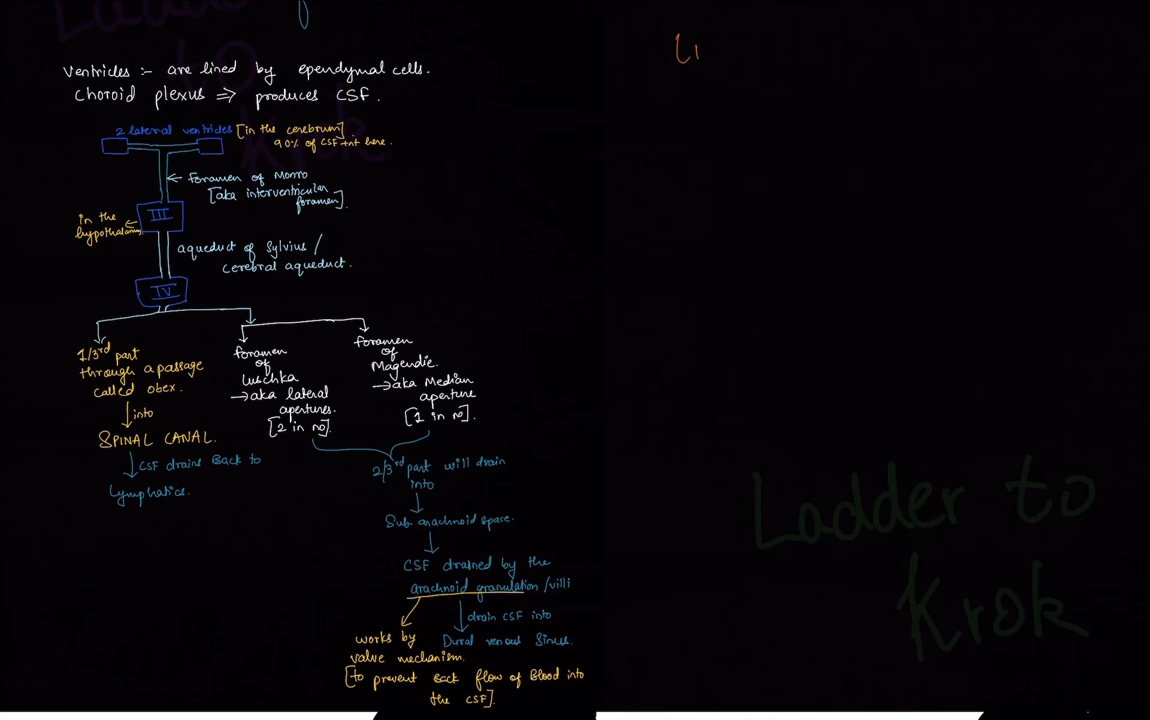 Ladder
to
Krok
Ventricles :- are lined by ependymal cells.
Choroid plexus => produces CSF.
2 lateral ventricles [in the cerebrum]
90% of CSF +nt here.
Foramen of Monro
[aka interventricular
foramen].
III
in the
hypothalamus
aqueduct of Sylvius /
cerebral aqueduct.
IV
1/3rd part
through a passage
called obex.
into
SPINAL CANAL.
CSF drains Back to
Lymphatics.
foramen
of
Luschka
→aka lateral
apertures.
[2 in no].
foramen
of
Magendie.
→aka Median
aperture
[1 in no].
2/3rd part will drain
into
Sub arachnoid space.
CSF drained by the
arachnoid granulation /villi
drain CSF into
Dural venous Sinus.
works by
valve mechanism.
[to prevent Back flow of Blood into
the CSF].
Ladder to
Krok